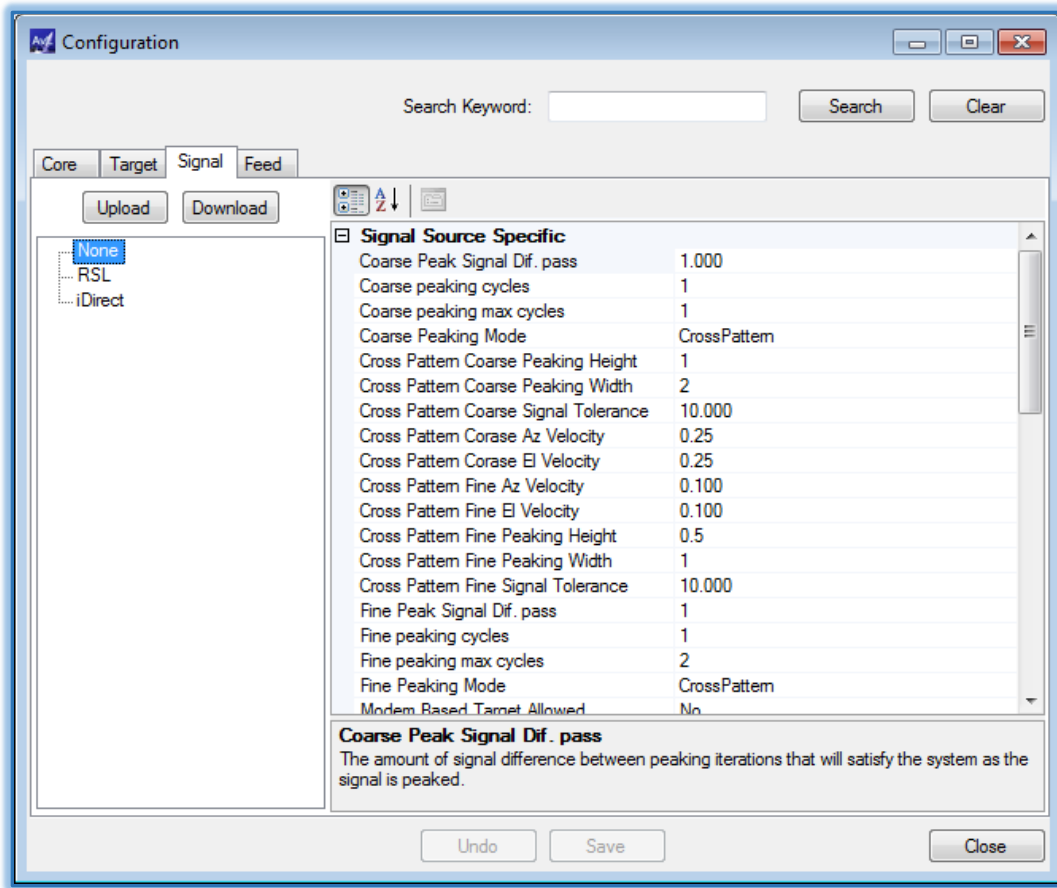 Configuration
Search Keyword: Search Clear
Core Target Signal Feed
Upload Download
None
RSL
iDirect
Signal Source Specific
Coarse Peak Signal Dif. pass 1.000
Coarse peaking cycles 1
Coarse peaking max cycles 1
Coarse Peaking Mode CrossPattern
Cross Pattern Coarse Peaking Height 1
Cross Pattern Coarse Peaking Width 2
Cross Pattern Coarse Signal Tolerance 10.000
Cross Pattern Corase Az Velocity 0.25
Cross Pattern Corase El Velocity 0.25
Cross Pattern Fine Az Velocity 0.100
Cross Pattern Fine El Velocity 0.100
Cross Pattern Fine Peaking Height 0.5
Cross Pattern Fine Peaking Width 1
Cross Pattern Fine Signal Tolerance 10.000
Fine Peak Signal Dif. pass 1
Fine peaking cycles 1
Fine peaking max cycles 2
Fine Peaking Mode CrossPattern
Modem Based Target Allowed No
Coarse Peak Signal Dif. pass
The amount of signal difference between peaking iterations that will satisfy the system as the
signal is peaked.
Undo Save Close